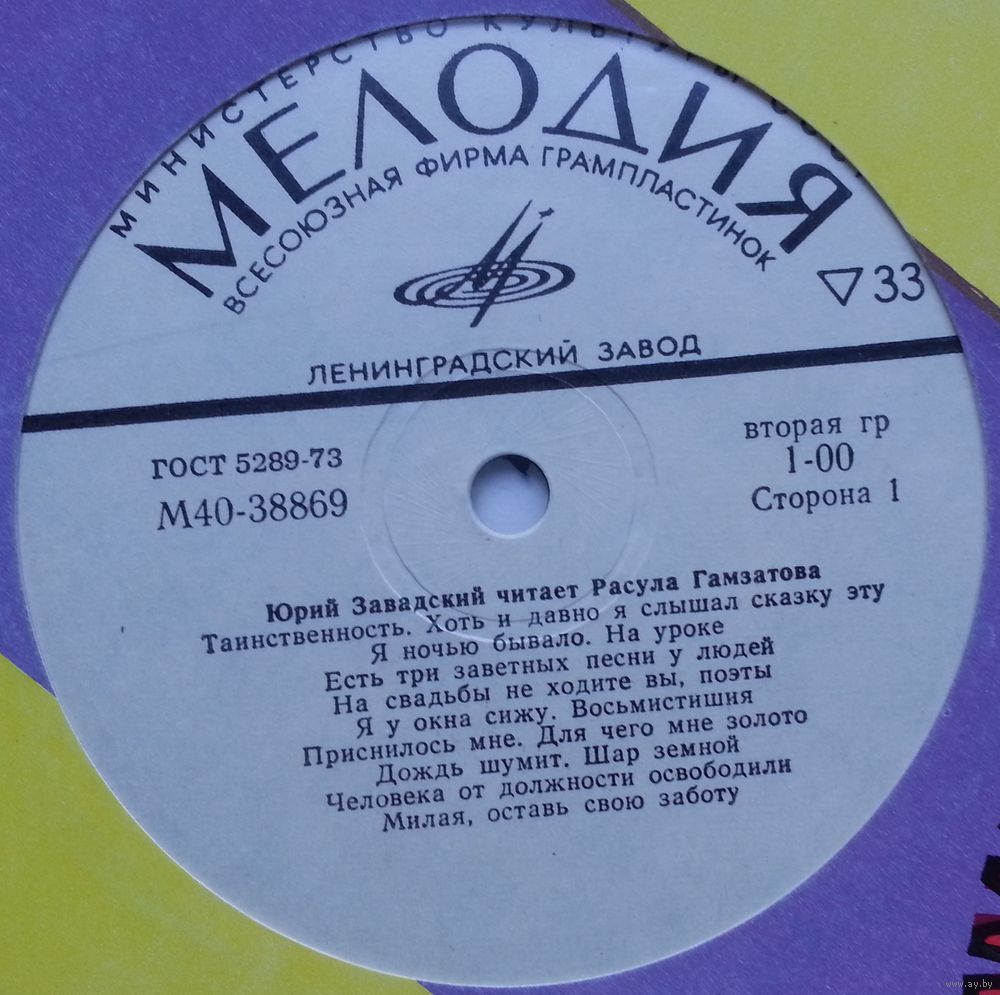 МИНИСТЕРСТВО КУЛЬТУРЫ
МЕЛОДИЯ
ВСЕСОЮЗНАЯ ФИРМА ГРАМПЛАСТИНОК
33
ЛЕНИНГРАДСКИЙ ЗАВОД
ГОСТ 5289-73
М40-38869
вторая гр
1-00
Сторона 1
Юрий Завадский читает Расула Гамзатова
Таинственность. Хоть и давно я слышал сказку эту
Я ночью бывало. На уроке
Есть три заветных песни у людей
На свадьбы не ходите вы, поэты
Я у окна сижу. Восьмистишия
Приснилось мне. Для чего мне золото
Дождь шумит. Шар земной
Человека от должности освободили
Милая, оставь свою заботу
www.ay.by